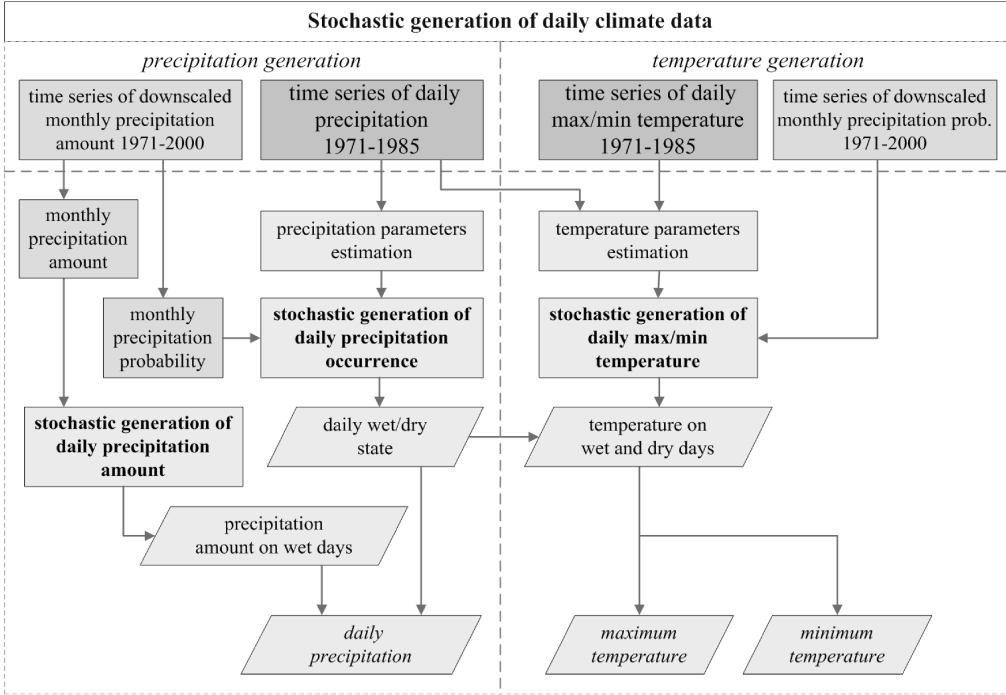 Stochastic generation of daily climate data
precipitation generation
temperature generation
time series of downscaled
monthly precipitation
amount 1971-2000
time series of daily
precipitation
1971-1985
time series of daily
max/min temperature
1971-1985
time series of downscaled
monthly precipitation prob.
1971-2000
monthly
precipitation
amount
precipitation parameters
estimation
temperature parameters
estimation
monthly
precipitation
probability
stochastic generation of
daily precipitation
occurrence
stochastic generation of
daily max/min
temperature
stochastic generation of
daily precipitation
amount
daily wet/dry
state
temperature on
wet and dry days
precipitation
amount on wet days
daily
precipitation
maximum
temperature
minimum
temperature